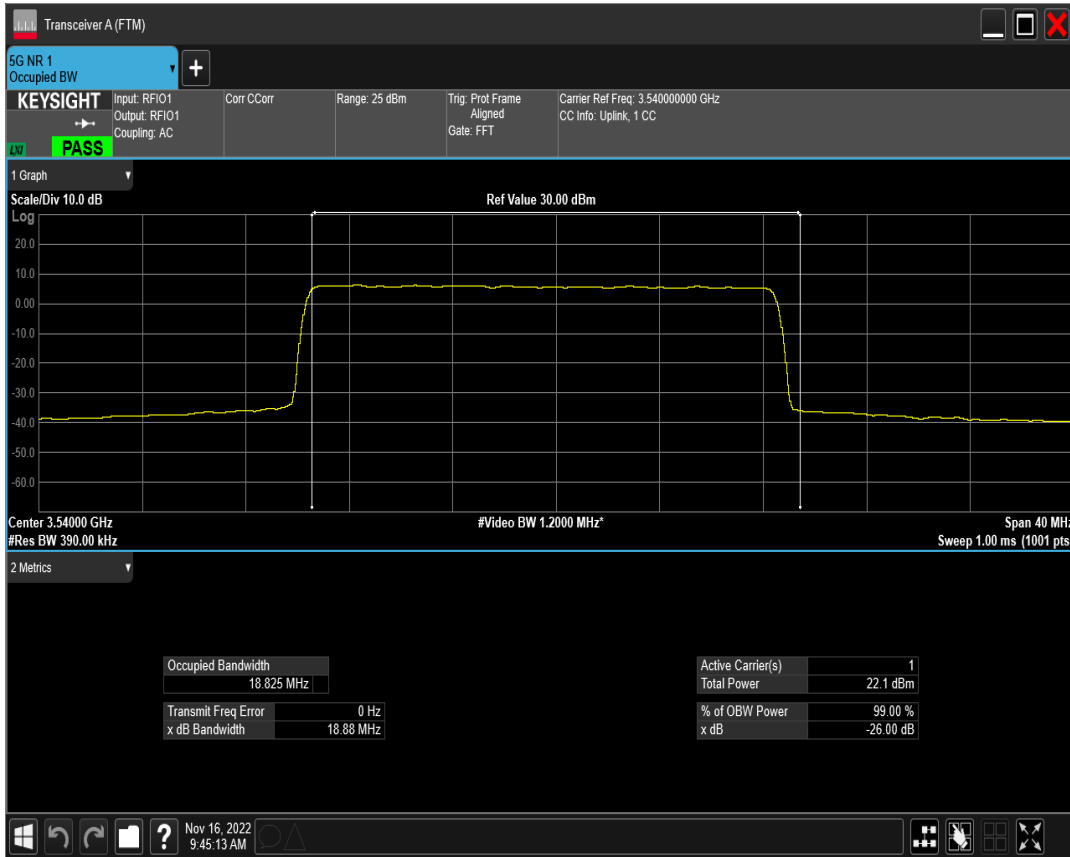 Transceiver A (FTM)
5G NR 1
Occupied BW
+
KEYSIGHT
LXI
PASS
Input: RFIO1
Output: RFIO1
Coupling: AC
Corr CCorr
Range: 25 dBm
Trig: Prot Frame
Aligned
Gate: FFT
Carrier Ref Freq: 3.540000000 GHz
CC Info: Uplink, 1 CC
1 Graph
Scale/Div 10.0 dB
Ref Value 30.00 dBm
Log
20.0
10.0
0.00
-10.0
-20.0
-30.0
-40.0
-50.0
-60.0
Center 3.54000 GHz
#Video BW 1.2000 MHz*
Span 40 MHz
#Res BW 390.00 kHz
Sweep 1.00 ms (1001 pts
2 Metrics
Occupied Bandwidth
18.825 MHz
Transmit Freq Error 0 Hz
x dB Bandwidth 18.88 MHz
Active Carrier(s) 1
Total Power 22.1 dBm
% of OBW Power 99.00 %
x dB -26.00 dB
?
Nov 16, 2022
9:45:13 AM